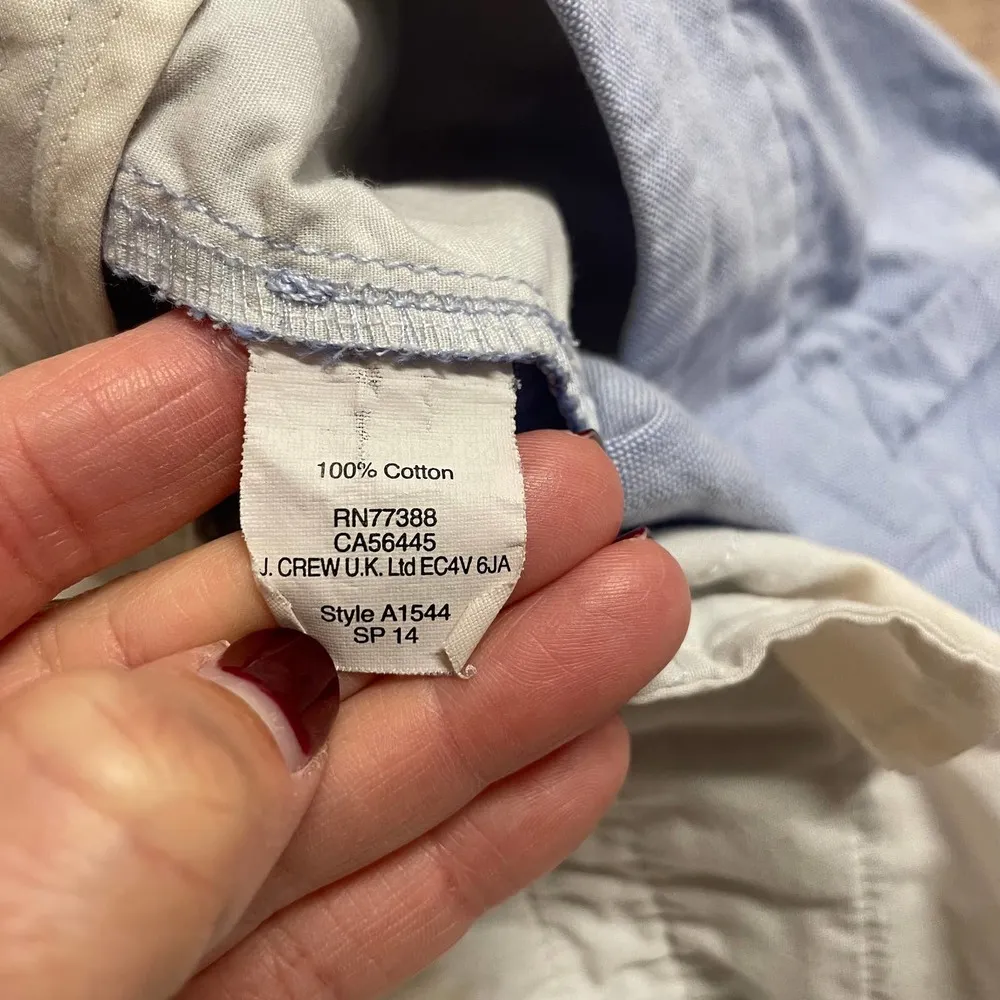 100% Cotton
RN77388
CA56445
J. CREW U.K. Ltd EC4V 6JA
Style A1544
SP 14